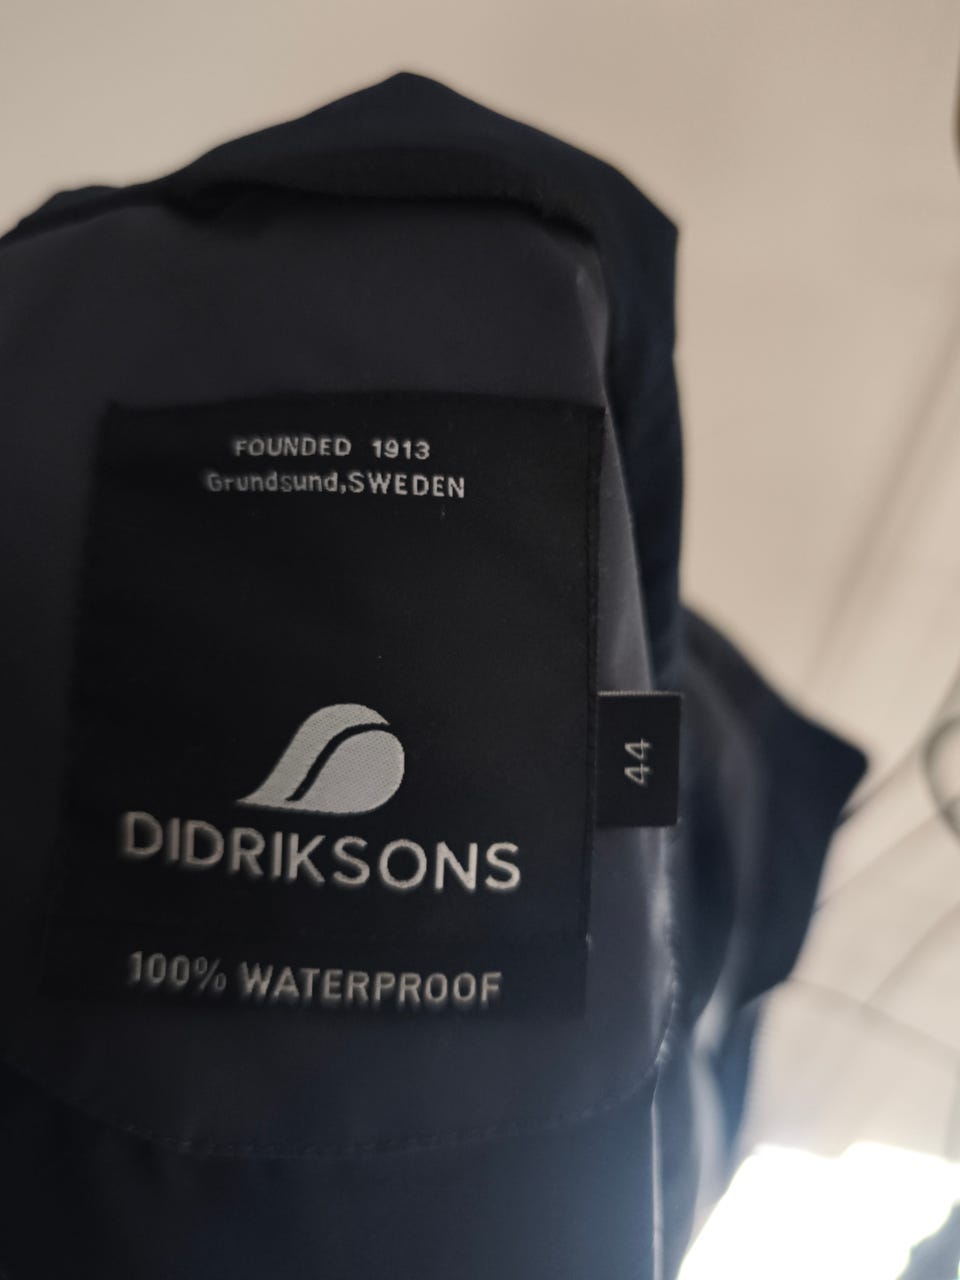 FOUNDED 1913
Grundsund,SWEDEN
44
DIDRIKSONS
100% WATERPROOF